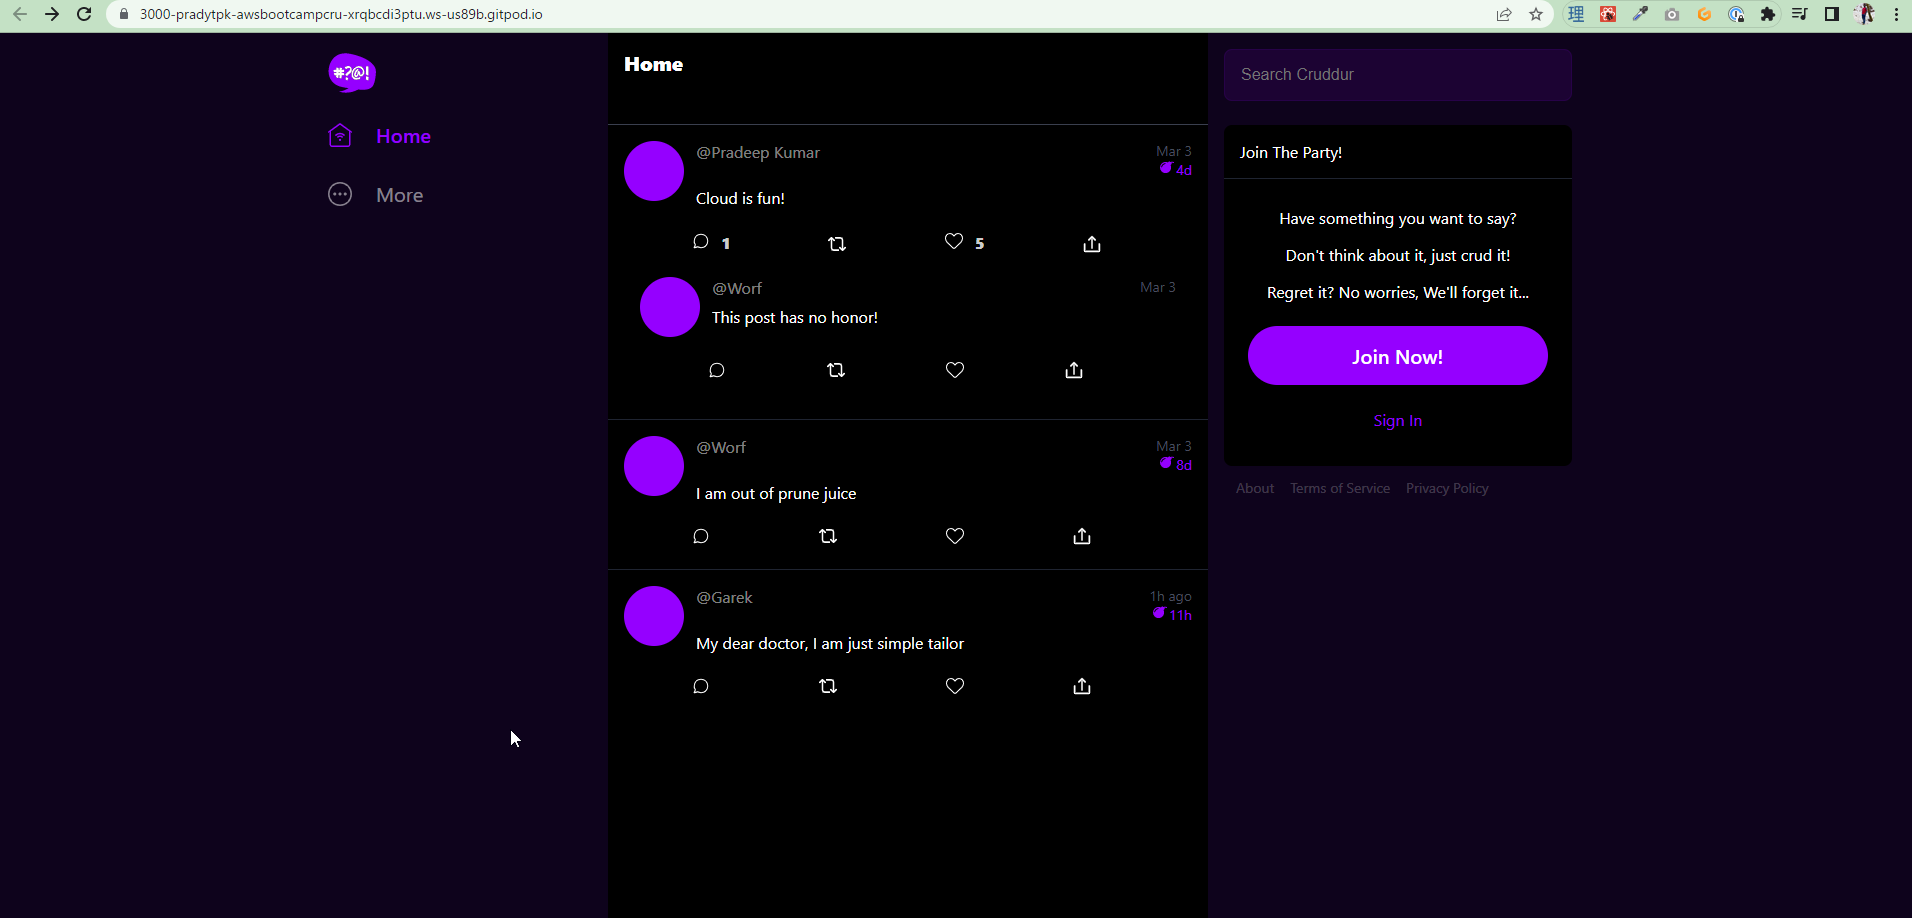 3000-pradytpk-awsbootcampcru-xrqbcdi3ptu.ws-us89b.gitpod.io
理
#?@!
Home
More
Home
@Pradeep Kumar
Mar 3
4d
Cloud is fun!
1
5
@Worf
Mar 3
This post has no honor!
@Worf
Mar 3
8d
I am out of prune juice
@Garek
1h ago
11h
My dear doctor, I am just simple tailor
Search Cruddur
Join The Party!
Have something you want to say?
Don't think about it, just crud it!
Regret it? No worries, We'll forget it...
Join Now!
Sign In
About Terms of Service Privacy Policy